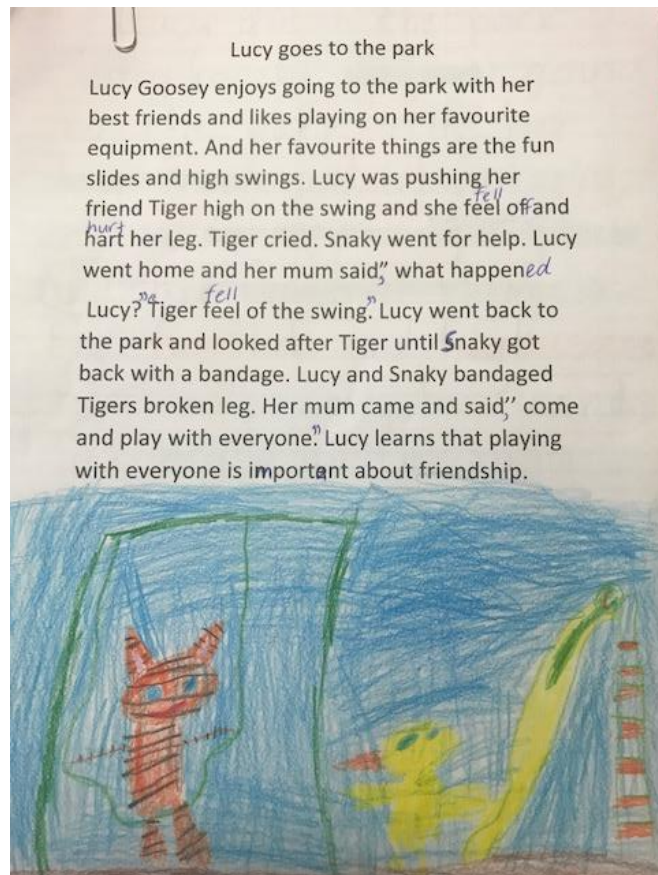 Lucy goes to the park
Lucy Goosey enjoys going to the park with her
best friends and likes playing on her favourite
equipment. And her favourite things are the fun
slides and high swings. Lucy was pushing her
fell
friend Tiger high on the swing and she feel off and
hurt
hart her leg. Tiger cried. Snaky went for help. Lucy
went home and her mum said," what happened
fell
Lucy?" "Tiger feel of the swing." Lucy went back to
the park and looked after Tiger until Snaky got
back with a bandage. Lucy and Snaky bandaged
Tigers broken leg. Her mum came and said," come
and play with everyone." Lucy learns that playing
with everyone is important about friendship.